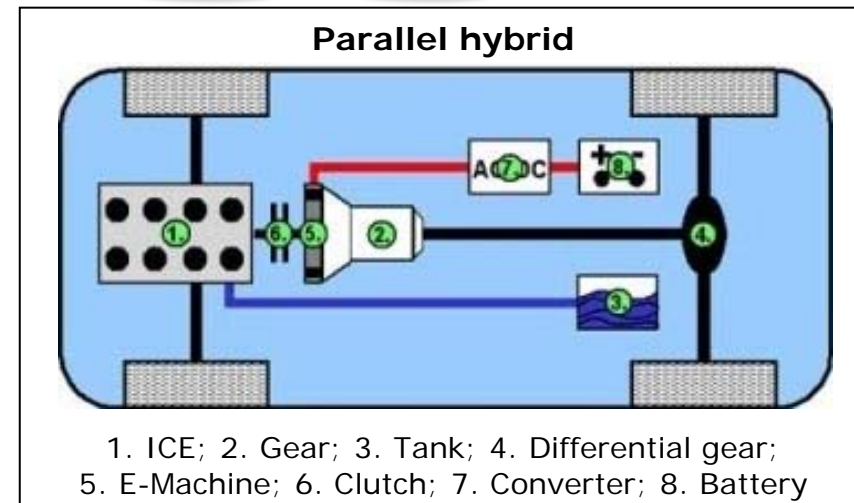 Parallel hybrid
A C 7. D C
+ -
8.
1.
6.
5.
2.
4.
3.
1. ICE; 2. Gear; 3. Tank; 4. Differential gear;
5. E-Machine; 6. Clutch; 7. Converter; 8. Battery